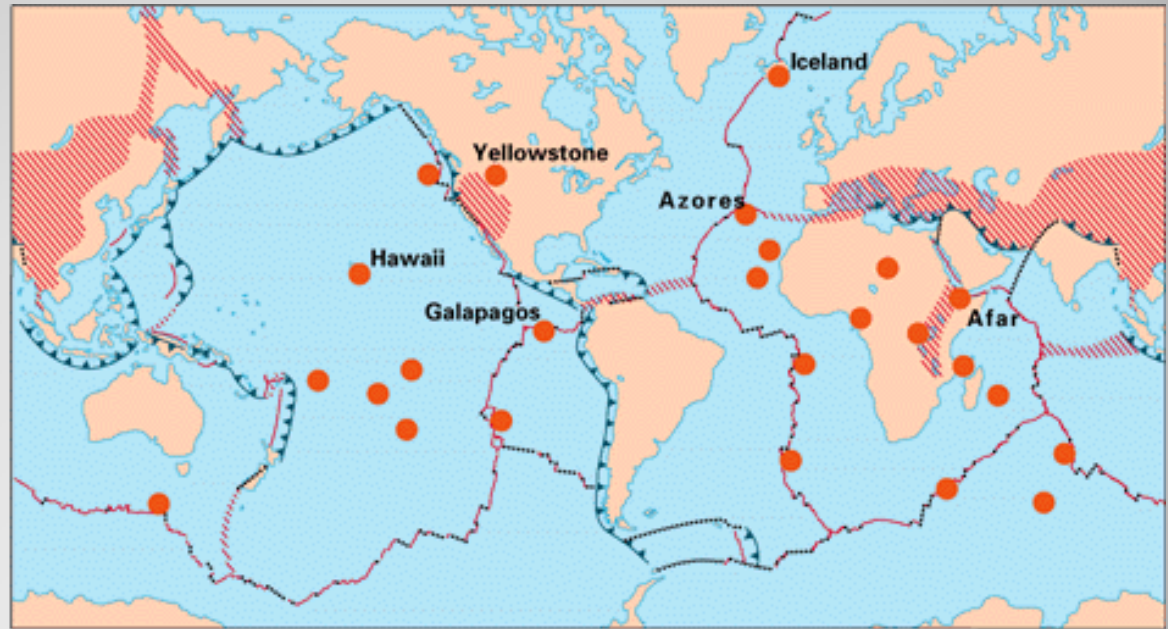 Iceland
Yellowstone
Azores
Hawaii
Galapagos
Afar